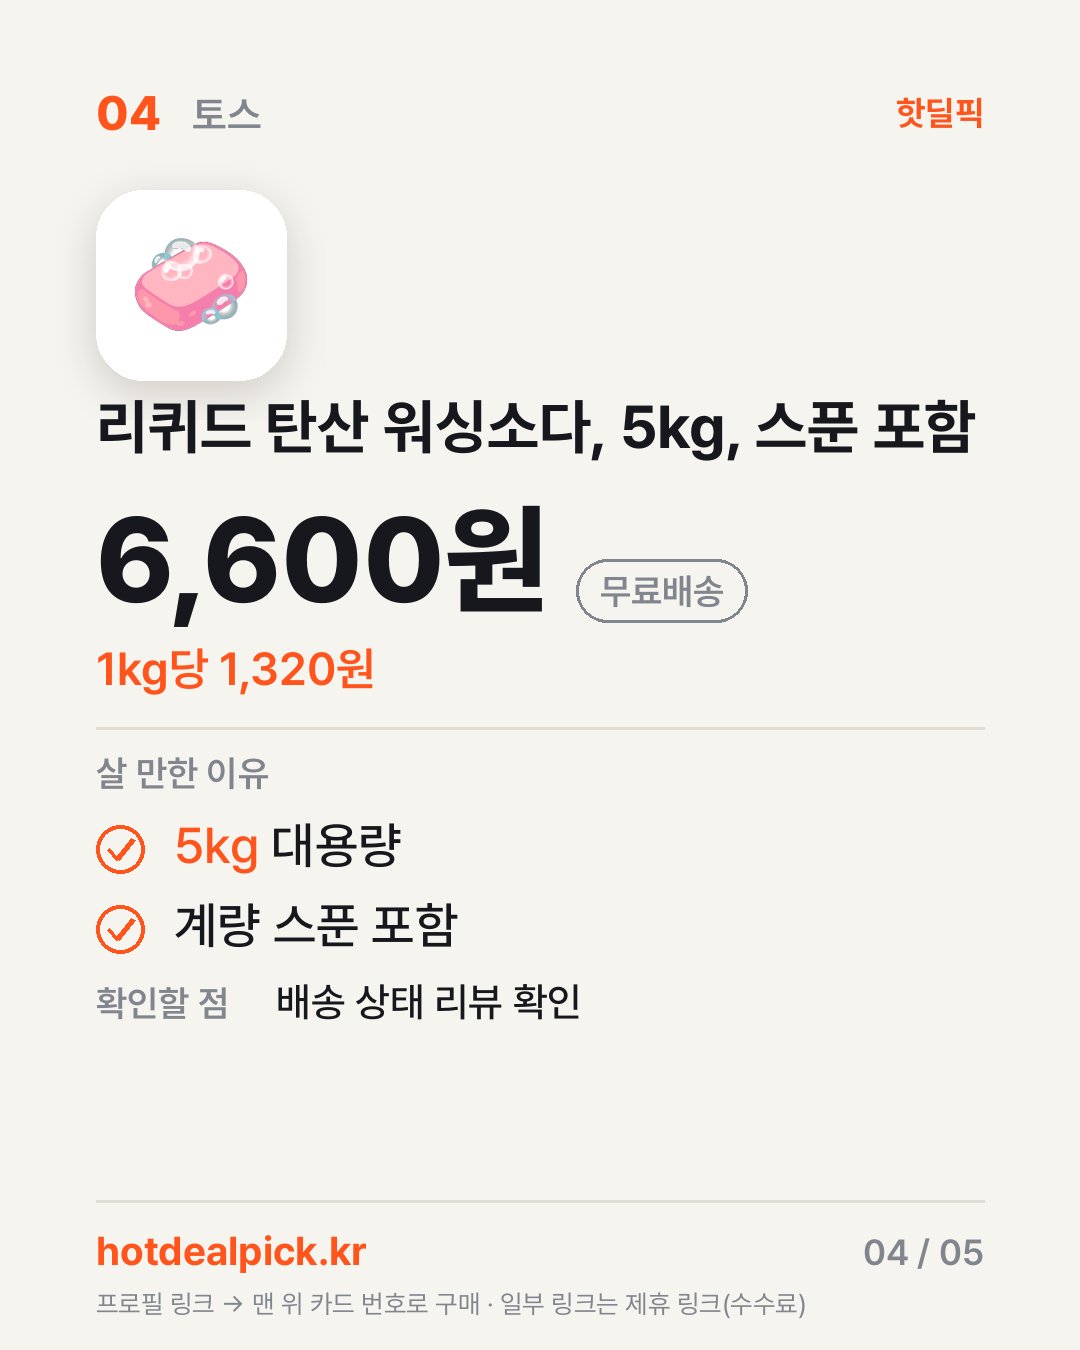 04 토스 핫딜픽
리퀴드 탄산 워싱소다, 5kg, 스푼 포함
6,600원 무료배송
1kg당 1,320원
살 만한 이유
5kg 대용량
계량 스푼 포함
확인할 점 배송 상태 리뷰 확인
hotdealpick.kr 04 / 05
프로필 링크 → 맨 위 카드 번호로 구매 · 일부 링크는 제휴 링크(수수료)